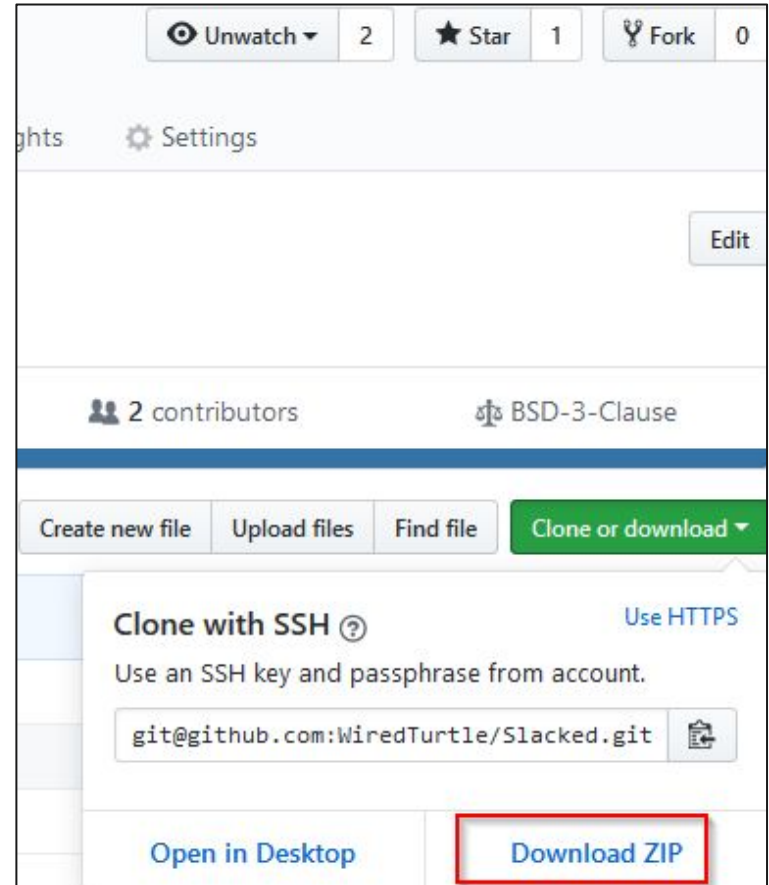 Unwatch 2 Star 1 Fork 0
ghts Settings
Edit
2 contributors BSD-3-Clause
Create new file Upload files Find file Clone or download
Clone with SSH Use HTTPS
Use an SSH key and passphrase from account.
git@github.com:WiredTurtle/Slacked.git
Open in Desktop Download ZIP